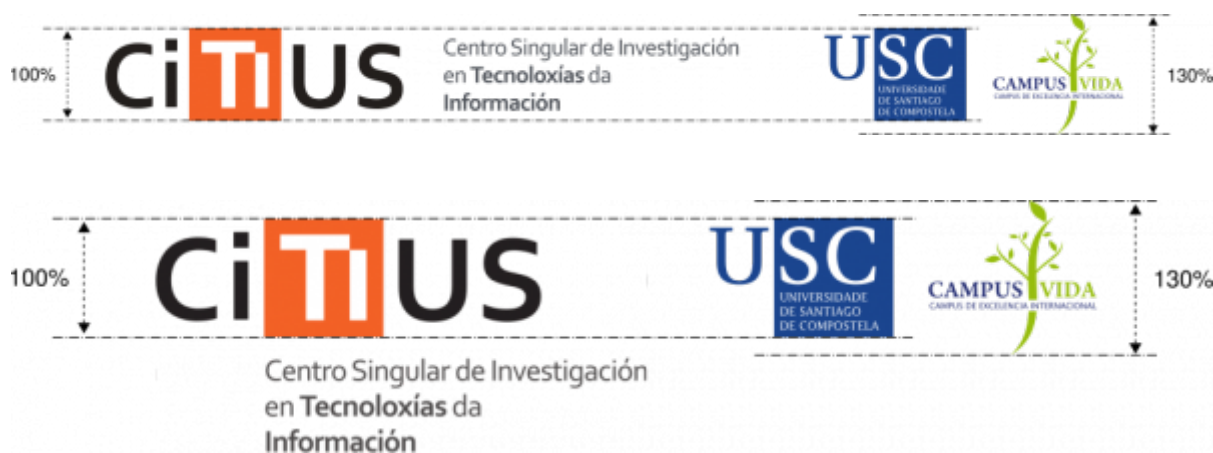 100%
CiTIUS
Centro Singular de Investigación
en Tecnoloxías da
Información
USC
UNIVERSIDADE
DE SANTIAGO
DE COMPOSTELA
CAMPUS VIDA
CAMPUS DE EXCELENCIA INTERNACIONAL
130%
100%
CiTIUS
Centro Singular de Investigación
en Tecnoloxías da
Información
USC
UNIVERSIDADE
DE SANTIAGO
DE COMPOSTELA
CAMPUS VIDA
CAMPUS DE EXCELENCIA INTERNACIONAL
130%